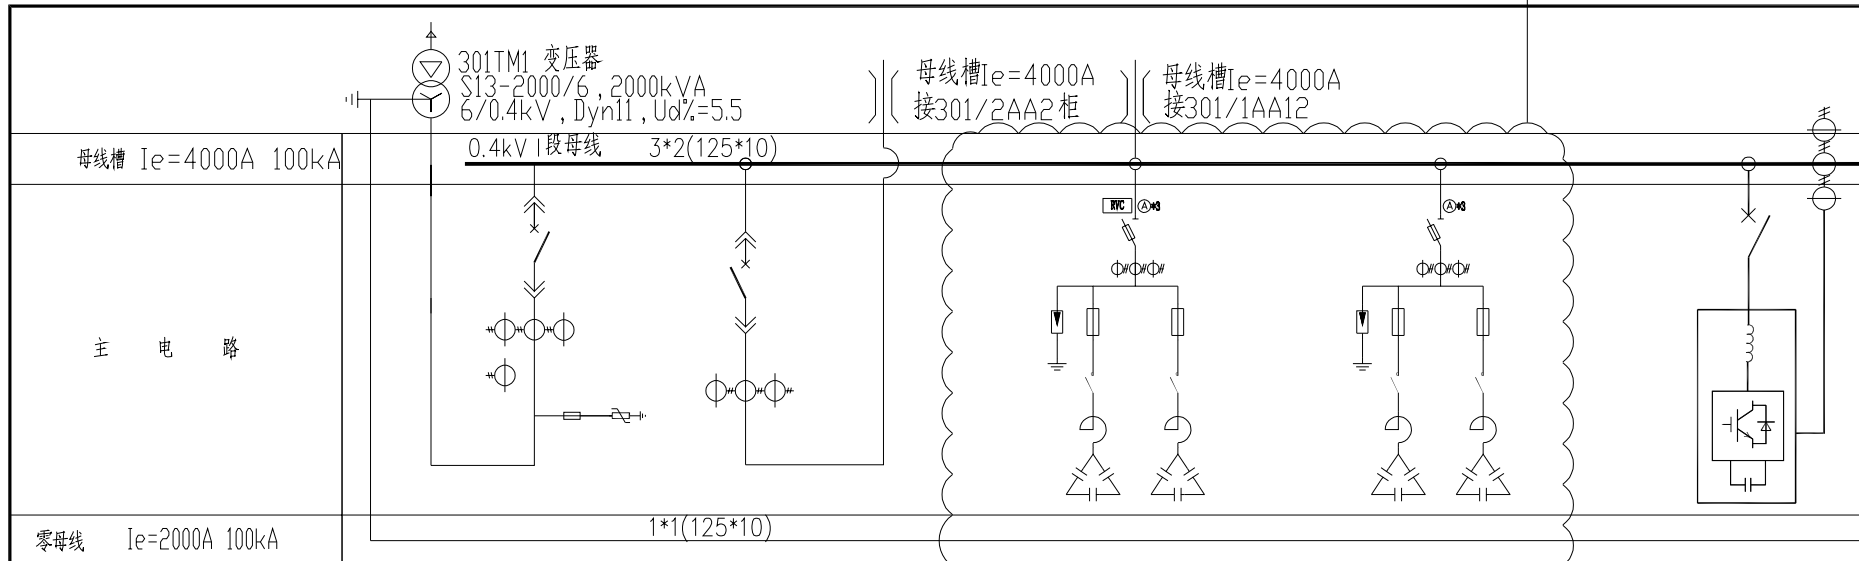 301TM1 变压器
S13-2000/6,2000kVA
6/0.4kV,Dyn11,Ud%=5.5
母线槽Ie=4000A
接301/2AA2柜
母线槽Ie=4000A
接301/1AA12
母线槽 Ie=4000A 100kA
0.4kV I段母线 3*2(125*10)
RVC A*3
A*3
主 电 路
零母线 Ie=2000A 100kA
1*1(125*10)